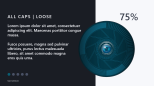 ALL CAPS | LOOSE
75%
Lorem ipsum dolor sit amet,
consectetuer adipiscing elit.
Maecenas porttitor congue
massa.
Fusce posuere, magna sed
pulvinar ultricies, purus
lectus malesuada libero, sit
amet commodo magna eros
quis urna.